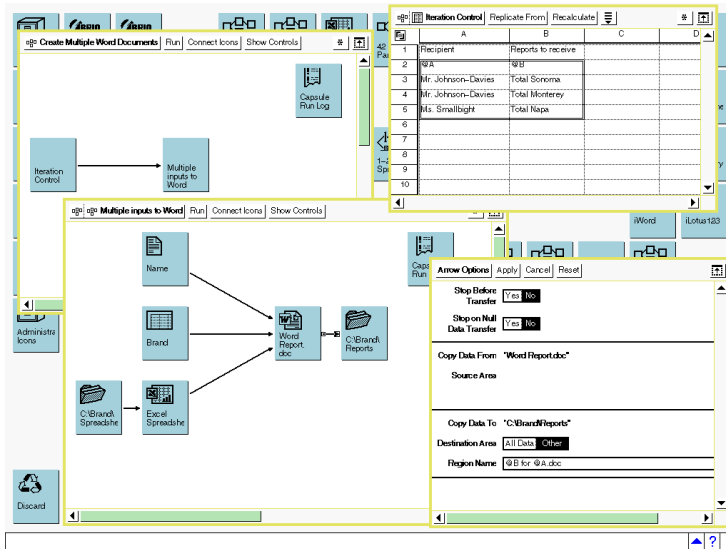 Create Multiple Word Documents Run Connect Icons Show Controls
Capsule
Run Log
Iteration
Control
Multiple
inputs to
Word
Iteration Control Replicate From Recalculate
A B C D
1 Recipient Reports to receive
2 @A @B
3 Mr. Johnson-Davies Total Sonoma
4 Mr. Johnson-Davies Total Monterey
5 Ms. Smallbight Total Napa
6
7
8
9
10
iWord
iLotus123
Multiple inputs to Word Run Connect Icons Show Controls
Name
Brand
C:\Brand\
Spreadshe
Excel
Spreadshe
Word
Report.
doc
C:\Brand\
Reports
Caps
Run
Administra
Icons
Discard
Arrow Options Apply Cancel Reset
Stop Before
Transfer
Yes No
Stop on Null
Data Transfer
Yes No
Copy Data From "Word Report.doc"
Source Area
Copy Data To "C:\Brand\Reports"
Destination Area All Data Other
Region Name @B for @A.doc
?